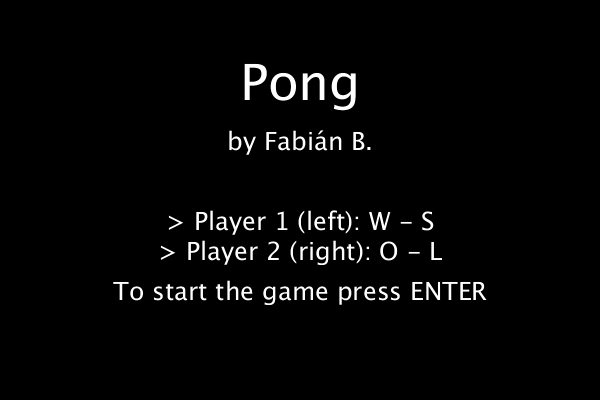 Pong
by Fabián B.
> Player 1 (left): W - S
> Player 2 (right): O - L
To start the game press ENTER